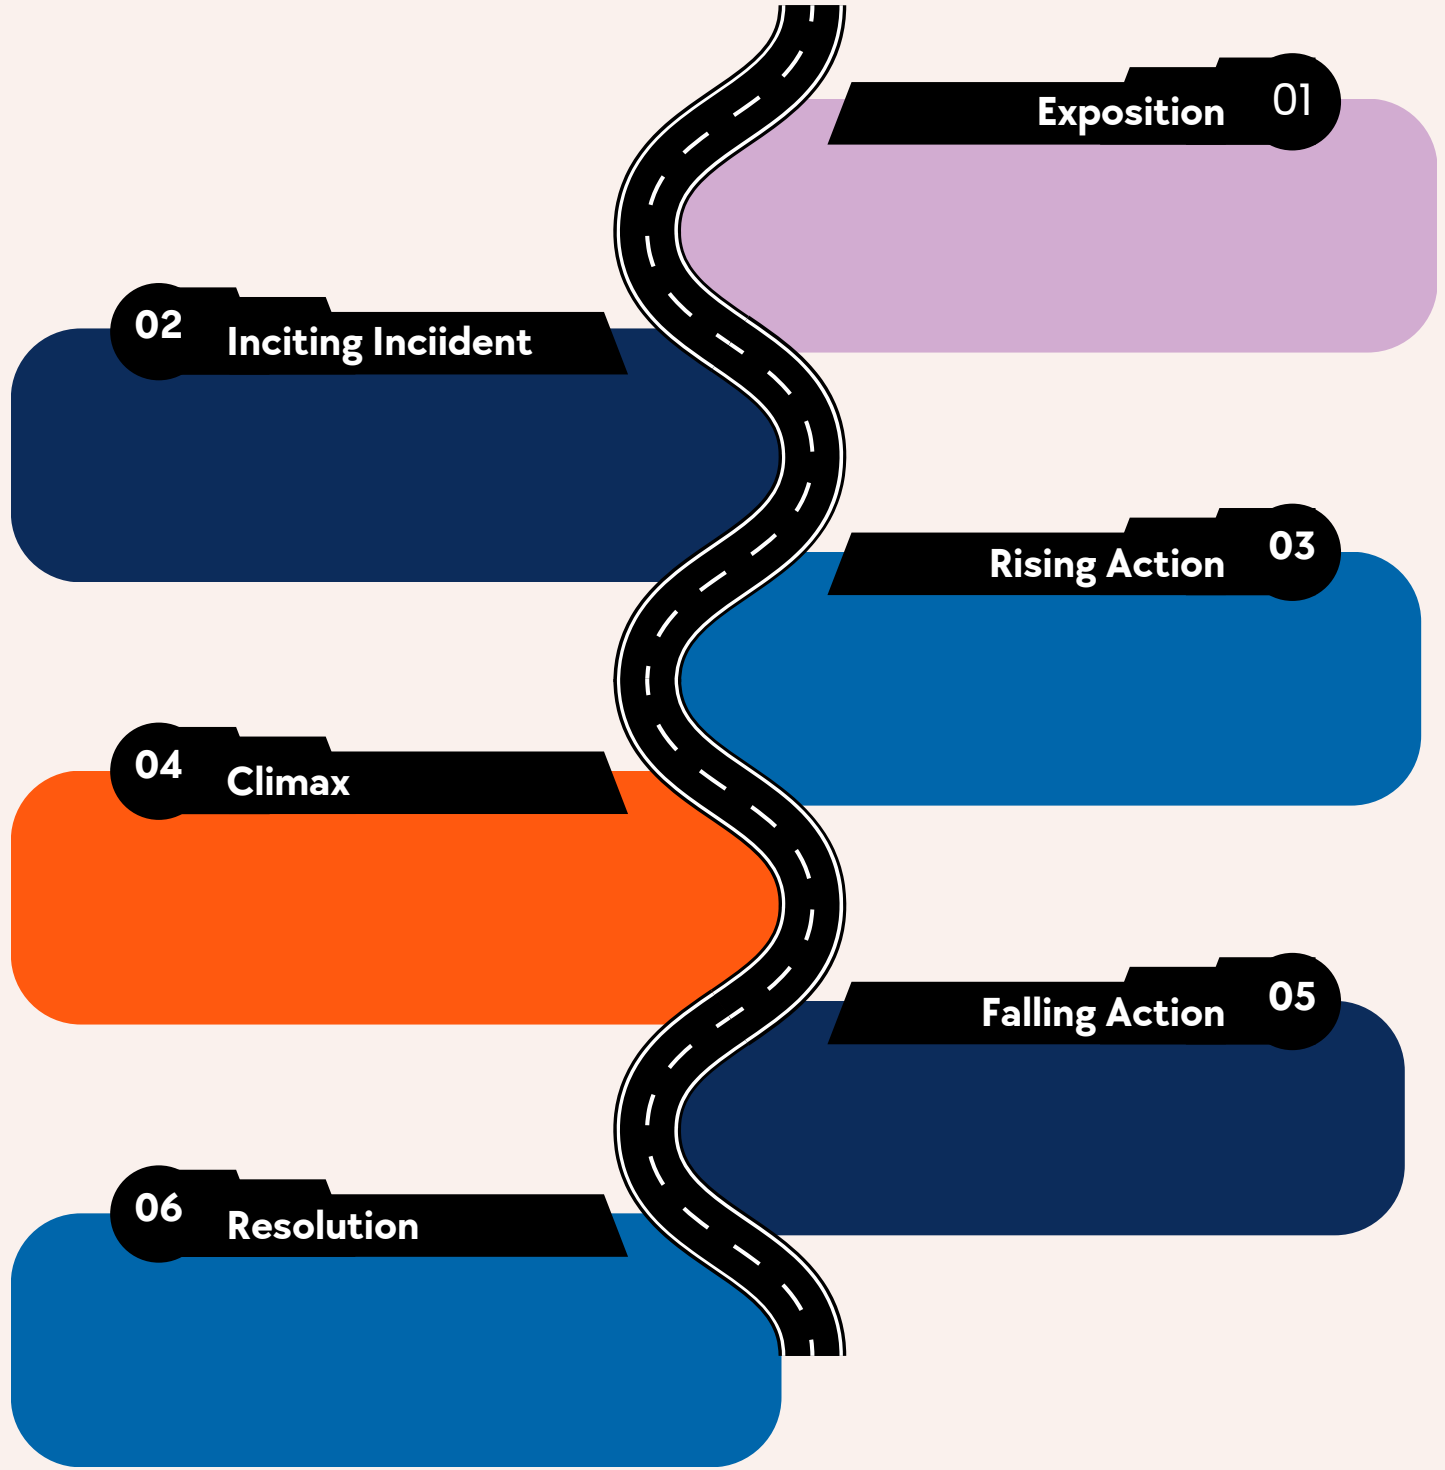 Exposition 01
02 Inciting Inciident
Rising Action 03
04 Climax
Falling Action 05
06 Resolution